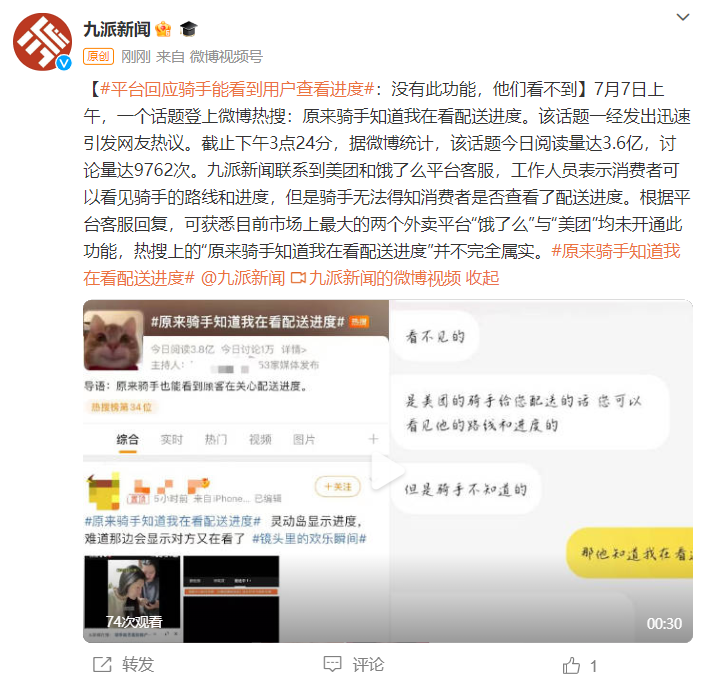 九派新闻
原创 刚刚 来自 微博视频号
【#平台回应骑手能看到用户查看进度#：没有此功能，他们看不到】7月7日上
午，一个话题登上微博热搜：原来骑手知道我在看配送进度。该话题一经发出迅速
引发网友热议。截止下午3点24分，据微博统计，该话题今日阅读量达3.6亿，讨
论量达9762次。九派新闻联系到美团和饿了么平台客服，工作人员表示消费者可
以看见骑手的路线和进度，但是骑手无法得知消费者是否查看了配送进度。根据平
台客服回复，可获悉目前市场上最大的两个外卖平台“饿了么”与“美团”均未开通此
功能，热搜上的“原来骑手知道我在看配送进度”并不完全属实。#原来骑手知道我
在看配送进度# @九派新闻 九派新闻的微博视频 收起
#原来骑手知道我在看配送进度# 热搜
今日阅读3.8亿 今日讨论1万 详情>
主持人：
53家媒体发布
导语：原来骑手也能看到顾客在关心配送进度。
热搜榜第34位
综合 实时 热门 视频 图片
置顶 5小时前 来自iPhone... 已编辑
+关注
#原来骑手知道我在看配送进度# 灵动岛显示进度，
难道那边会显示对方又在看了 #镜头里的欢乐瞬间#
74次观看
看不见的
是美团的骑手给您配送的话 您可以
看见他的路线和进度的
但是骑手不知道的
那他知道我在看
00:30
转发
评论
1